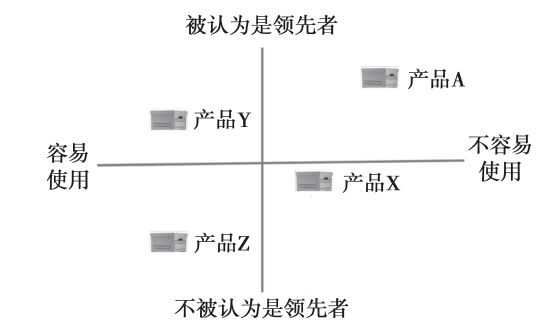 被认为是领先者
产品A
产品Y
容易
使用
不容易
使用
产品X
产品Z
不被认为是领先者